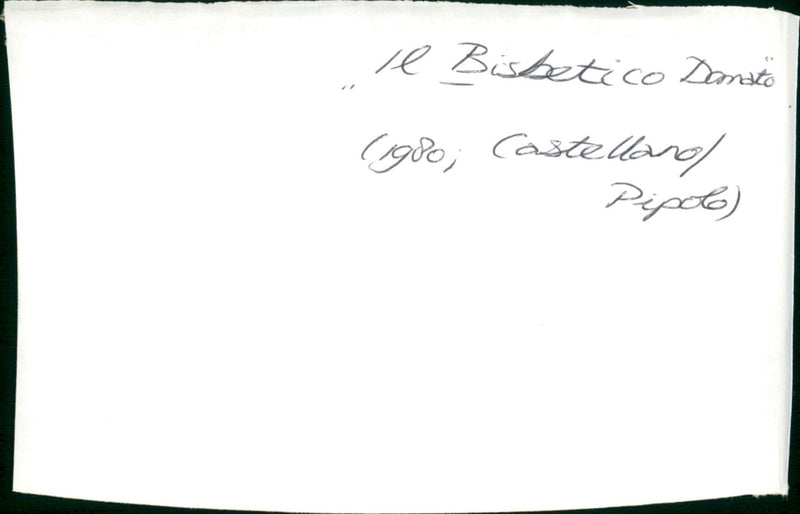 "Il Bisbetico Domato"
(1980; Castellano/
Pipolo)